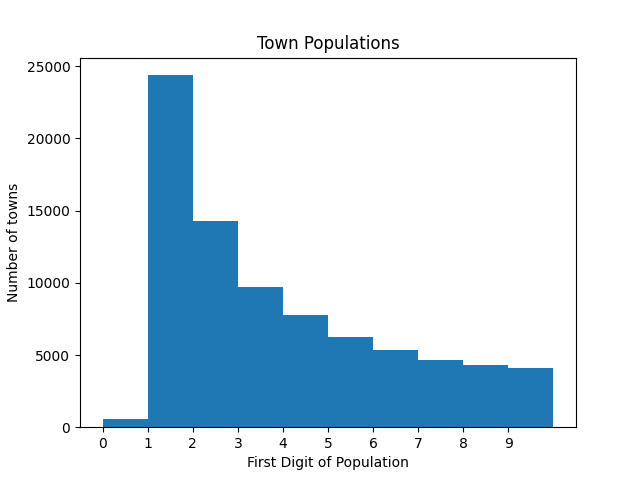 Town Populations
25000
20000
15000
10000
5000
0
Number of towns
0 1 2 3 4 5 6 7 8 9
First Digit of Population